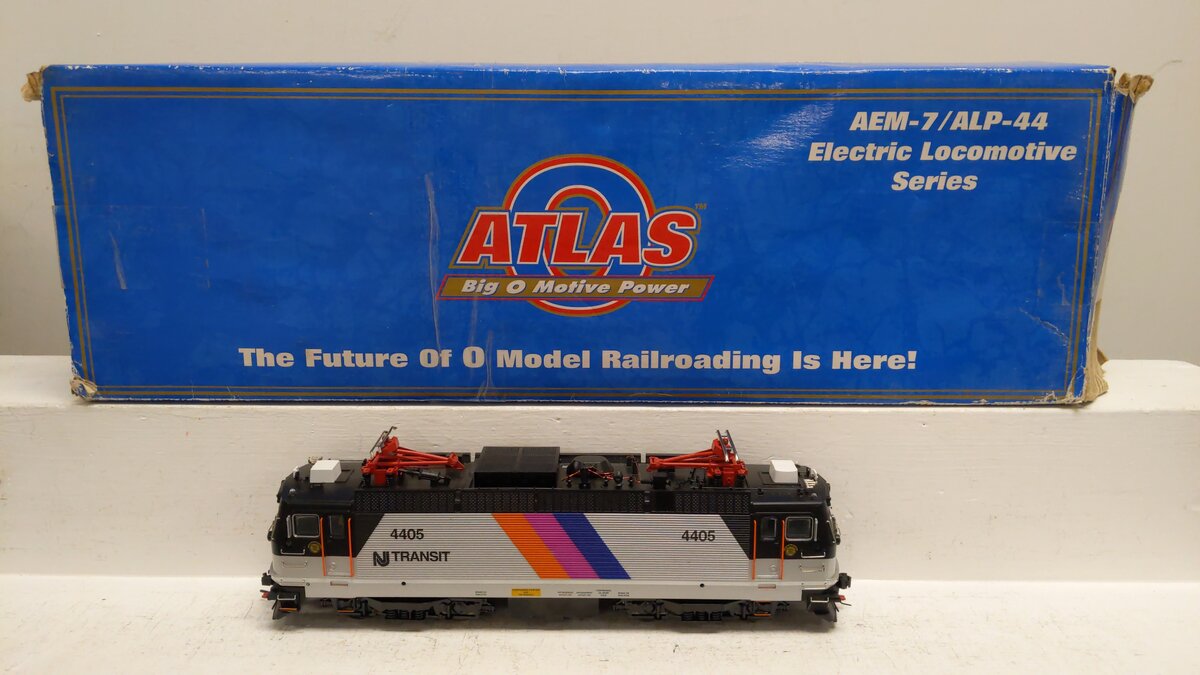 AEM-7/ALP-44
Electric Locomotive
Series
ATLAS™
O
Big O Motive Power
The Future Of O Model Railroading Is Here!
4405
4405
NJ TRANSIT